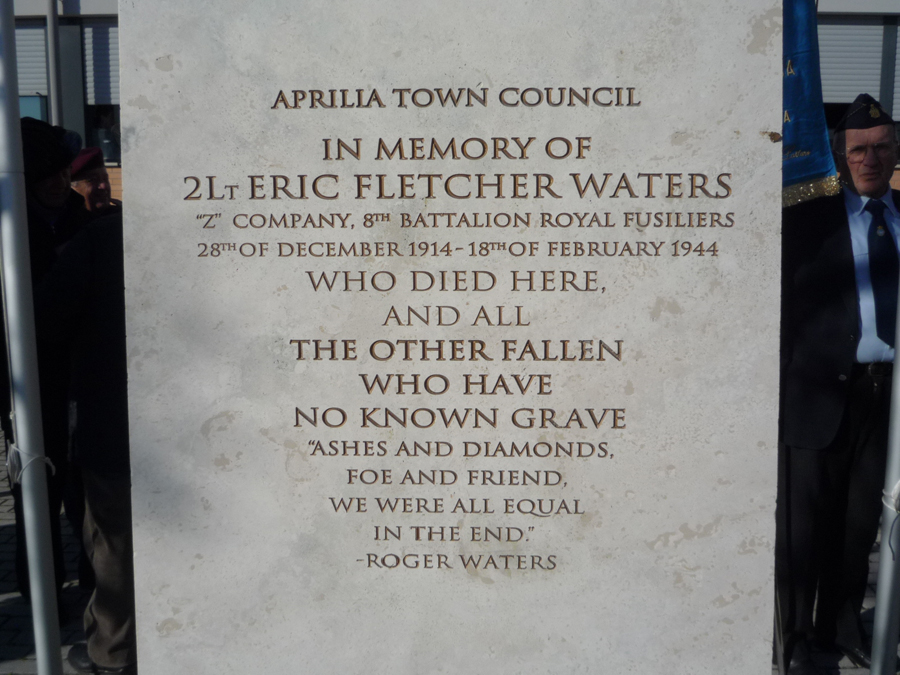 APRILIA TOWN COUNCIL
IN MEMORY OF
2LT ERIC FLETCHER WATERS
"Z" COMPANY, 8TH BATTALION ROYAL FUSILIERS
28TH OF DECEMBER 1914 - 18TH OF FEBRUARY 1944
WHO DIED HERE,
AND ALL
THE OTHER FALLEN
WHO HAVE
NO KNOWN GRAVE
"ASHES AND DIAMONDS,
FOE AND FRIEND,
WE WERE ALL EQUAL
IN THE END."
-ROGER WATERS